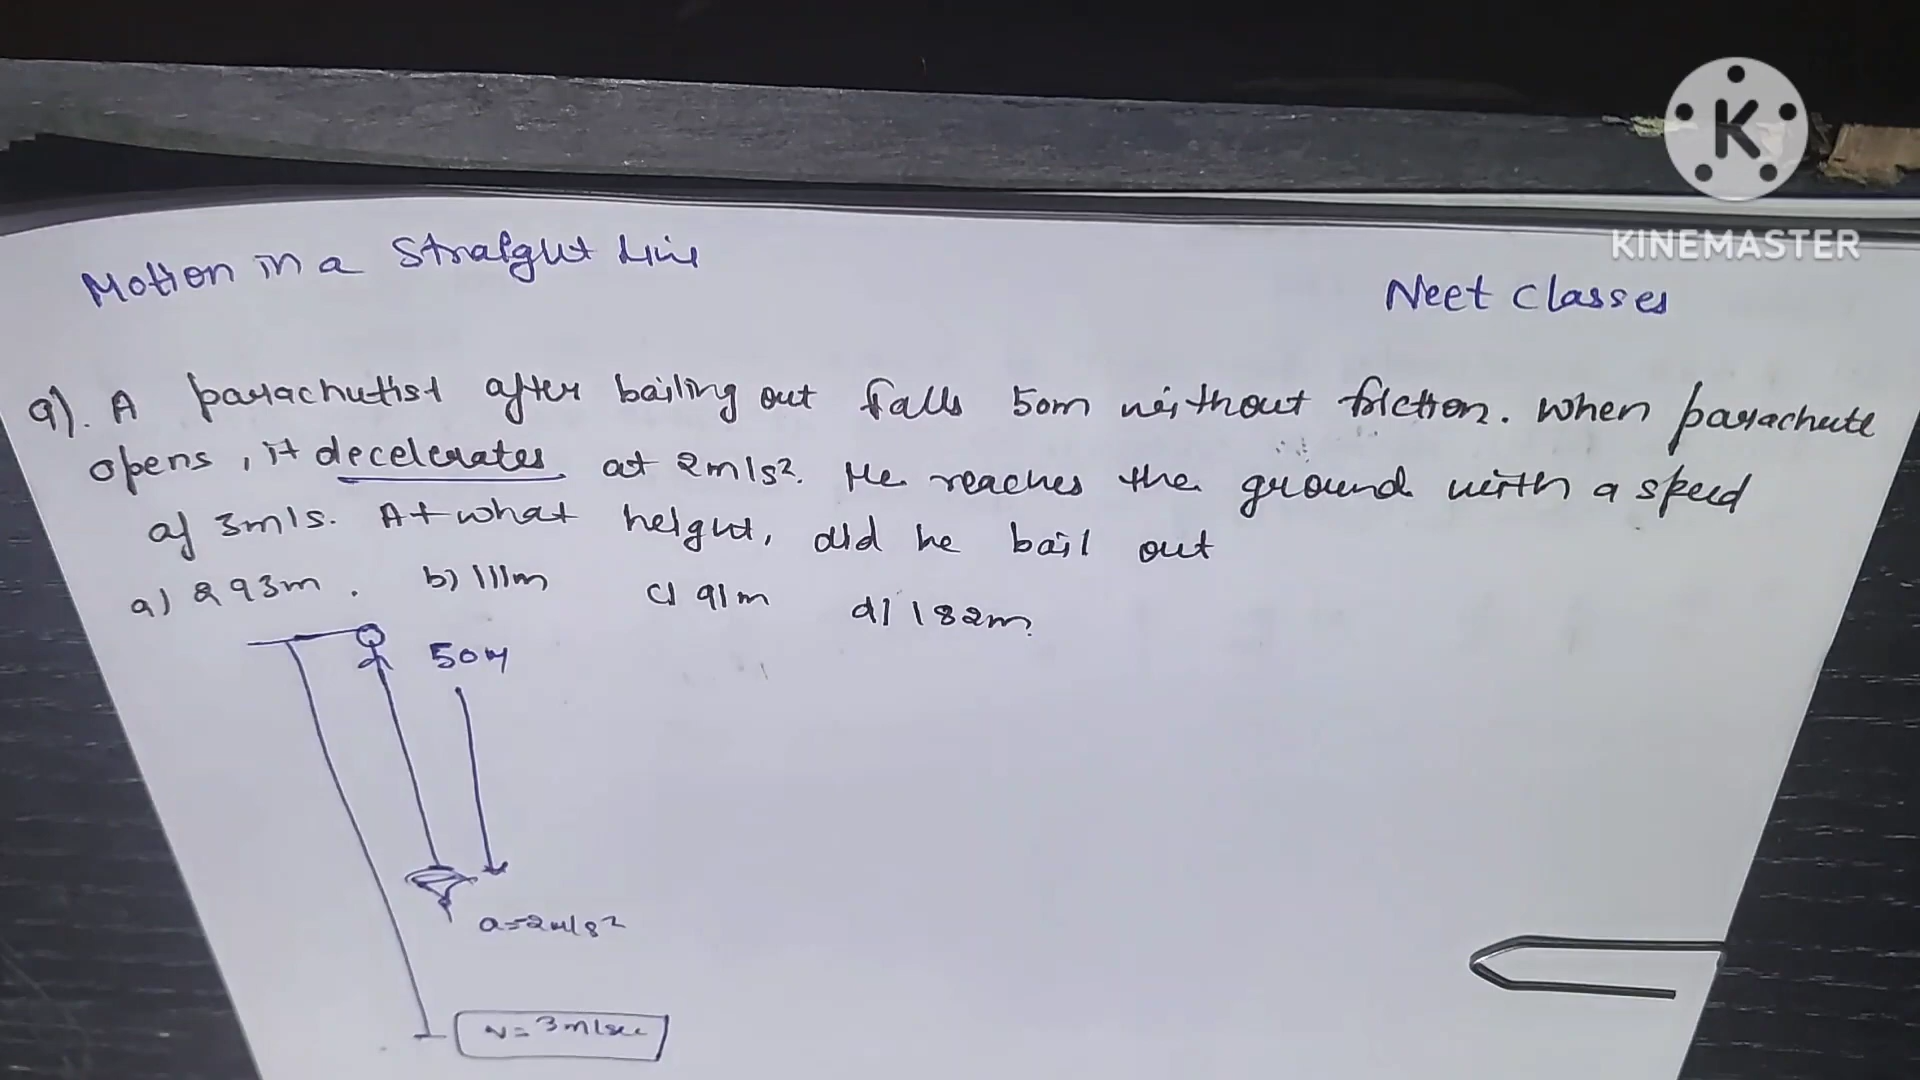 K
KINEMASTER
Motion in a Straight line
Neet Classes
q). A parachutist after bailing out falls 50m without friction. When parachute
opens, it decelerates at 2m/s². He reaches the ground with a speed
of 3m/s. At what height, did he bail out
a) 293m. b) 111m c) 91m d) 182m.
50m
a=2m/s²
v = 3m/sec